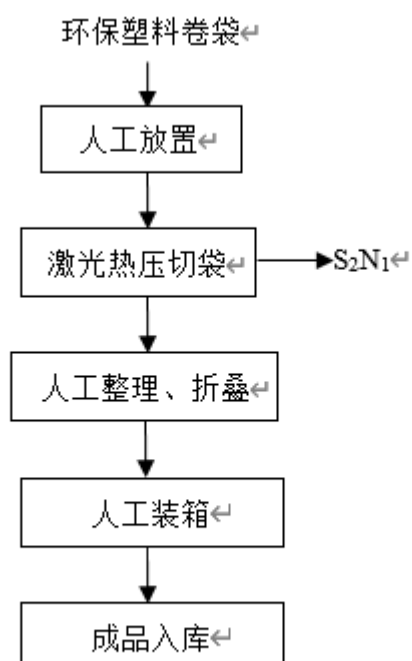 环保塑料卷袋
人工放置
激光热压切袋
S₂N₁
人工整理、折叠
人工装箱
成品入库